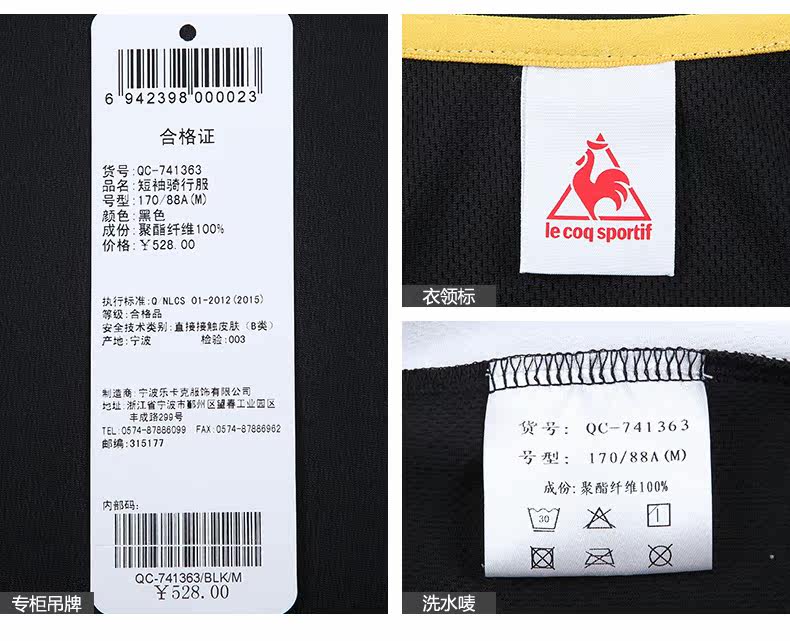 6 942398 000023
合格证
货号:QC-741363
品名:短袖骑行服
号型:170/88A(M)
颜色:黑色
成份:聚酯纤维100%
价格:￥528.00
执行标准:Q NLCS 01-2012(2015)
等级:合格品
安全技术类别:直接接触皮肤（B类）
产地:宁波 检验:003
制造商:宁波乐卡克服饰有限公司
地址:浙江省宁波市鄞州区望春工业园区
丰成路299号
TEL:0574-87886099 FAX:0574-87886962
邮编:315177
内部码:
QC-741363/BLK/M
￥528.00
专柜吊牌
le coq sportif
衣领标
货号: QC-741363
号型: 170/88A(M)
成份:聚酯纤维100%
30
1
洗水唛